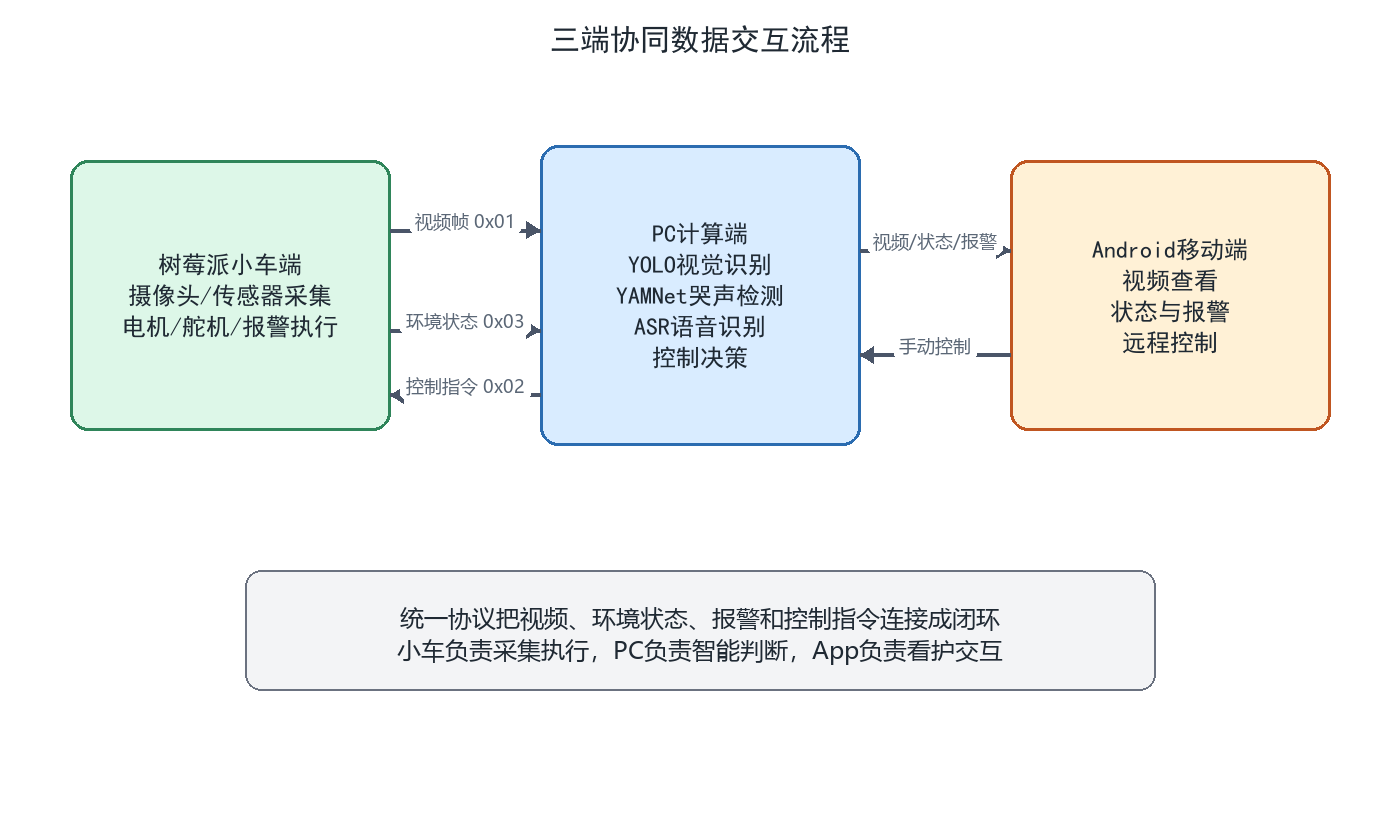 三端协同数据交互流程
树莓派小车端
摄像头/传感器采集
电机/舵机/报警执行
视频帧 0x01
环境状态 0x03
控制指令 0x02
PC计算端
YOLO视觉识别
YAMNet哭声检测
ASR语音识别
控制决策
视频/状态/报警
手动控制
Android移动端
视频查看
状态与报警
远程控制
统一协议把视频、环境状态、报警和控制指令连接成闭环
小车负责采集执行，PC负责智能判断，App负责看护交互